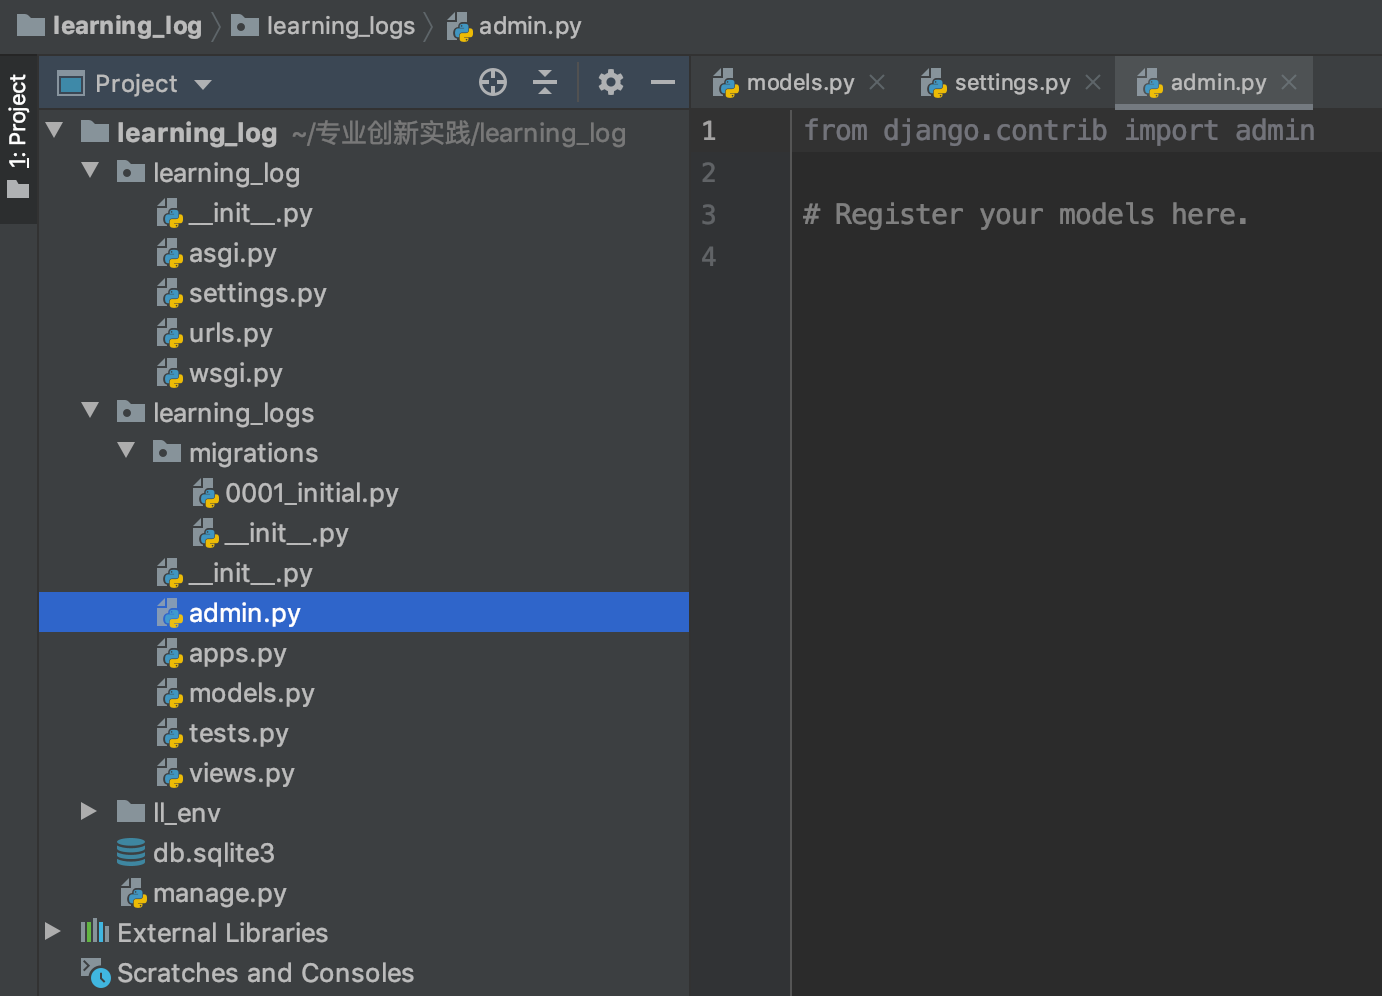 learning_log learning_logs admin.py
1: Project
Project
models.py settings.py admin.py
learning_log ~/专业创新实践/learning_log
learning_log
__init__.py
asgi.py
settings.py
urls.py
wsgi.py
learning_logs
migrations
0001_initial.py
__init__.py
__init__.py
admin.py
apps.py
models.py
tests.py
views.py
ll_env
db.sqlite3
manage.py
External Libraries
Scratches and Consoles
1 from django.contrib import admin
2
3 # Register your models here.
4